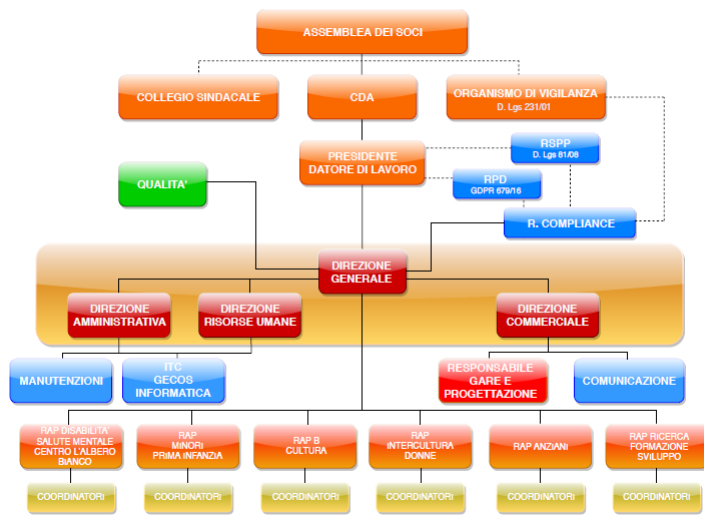 ASSEMBLEA DEI SOCI
COLLEGIO SINDACALE
CDA
ORGANISMO DI VIGILANZA
D. Lgs 231/01
PRESIDENTE
DATORE DI LAVORO
RSPP
D. Lgs 81/08
RPD
GDPR 679/16
QUALITA'
R. COMPLIANCE
DIREZIONE
GENERALE
DIREZIONE
AMMINISTRATIVA
DIREZIONE
RISORSE UMANE
DIREZIONE
COMMERCIALE
MANUTENZIONI
ITC
GECOS
INFORMATICA
RESPONSABILE
GARE E
PROGETTAZIONE
COMUNICAZIONE
RAP DISABILITA'
SALUTE MENTALE
CENTRO L'ALBERO
BIANCO
RAP
MINORI
PRIMA INFANZIA
RAP B
CULTURA
RAP
INTERCULTURA
DONNE
RAP ANZIANI
RAP RICERCA
FORMAZIONE
SVILUPPO
COORDINATORI
COORDINATORI
COORDINATORI
COORDINATORI
COORDINATORI
COORDINATORI